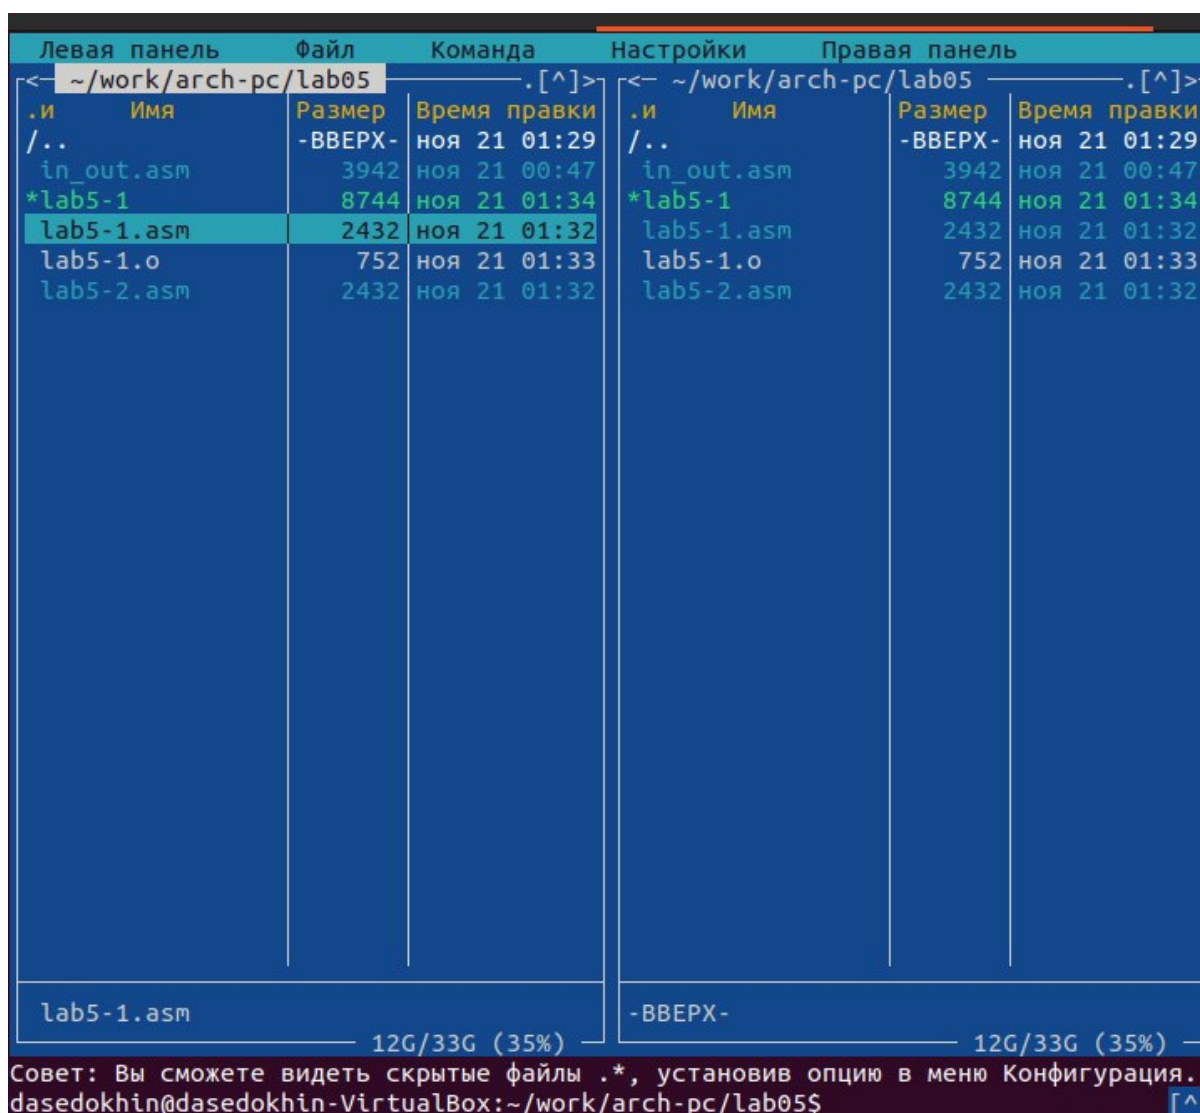 Левая панель Файл Команда Настройки Правая панель
<— ~/work/arch-pc/lab05 .[^]> <— ~/work/arch-pc/lab05 .[^]>
.и Имя Размер Время правки .и Имя Размер Время правки
/.. -ВВЕРХ- ноя 21 01:29 /.. -ВВЕРХ- ноя 21 01:29
in_out.asm 3942 ноя 21 00:47 in_out.asm 3942 ноя 21 00:47
*lab5-1 8744 ноя 21 01:34 *lab5-1 8744 ноя 21 01:34
lab5-1.asm 2432 ноя 21 01:32 lab5-1.asm 2432 ноя 21 01:32
lab5-1.o 752 ноя 21 01:33 lab5-1.o 752 ноя 21 01:33
lab5-2.asm 2432 ноя 21 01:32 lab5-2.asm 2432 ноя 21 01:32
lab5-1.asm -ВВЕРХ-
12G/33G (35%) 12G/33G (35%)
Совет: Вы сможете видеть скрытые файлы .*, установив опцию в меню Конфигурация.
dasedokhin@dasedokhin-VirtualBox:~/work/arch-pc/lab05$ [^